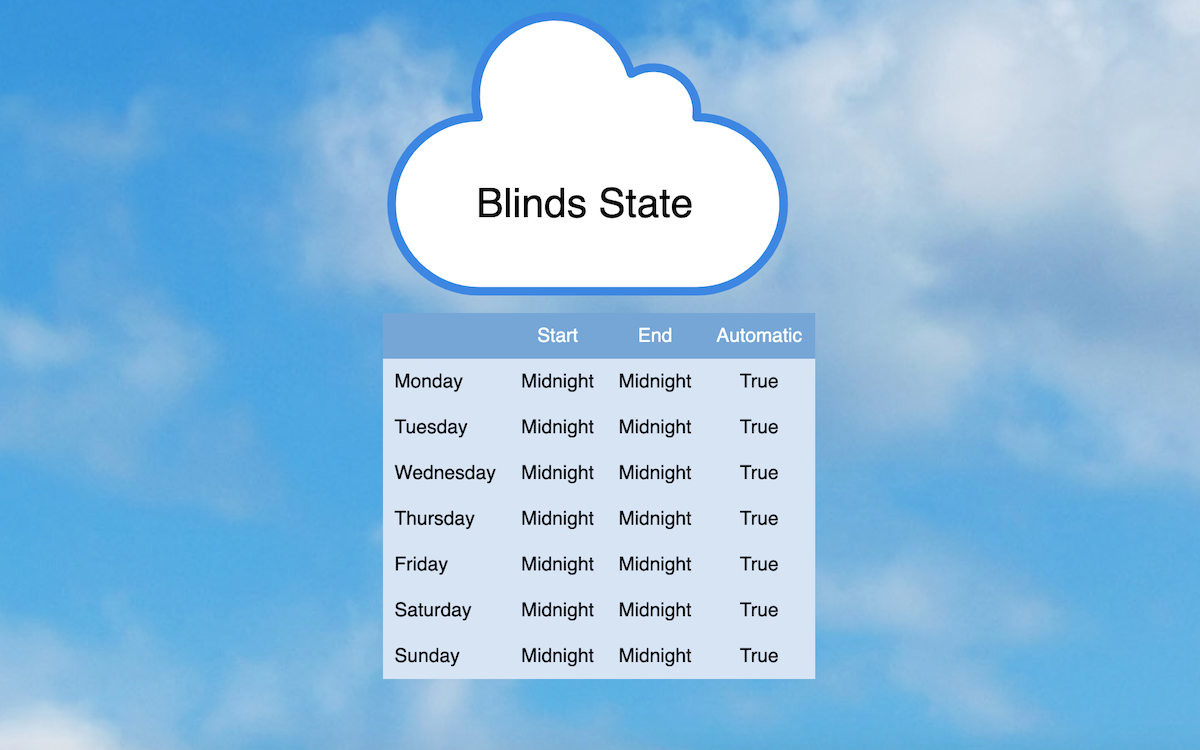 Blinds State
Start End Automatic
Monday Midnight Midnight True
Tuesday Midnight Midnight True
Wednesday Midnight Midnight True
Thursday Midnight Midnight True
Friday Midnight Midnight True
Saturday Midnight Midnight True
Sunday Midnight Midnight True